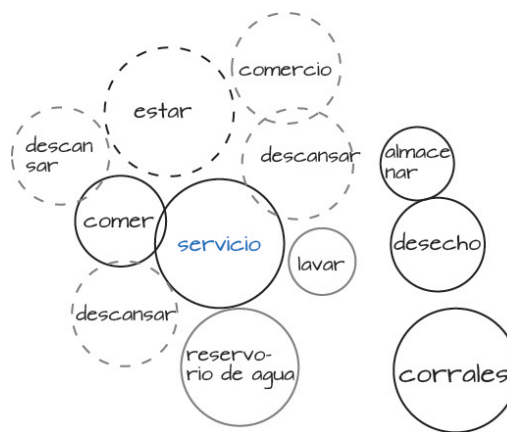 comercio
estar
descan
sar
descansar
almace
nar
comer
servicio
desecho
lavar
descansar
reservo-
rio de agua
corrales